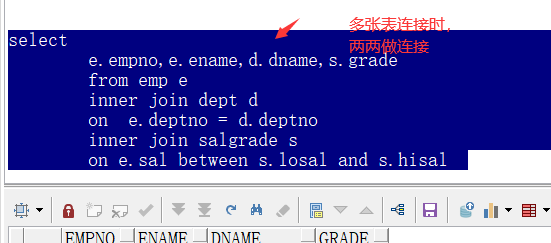 多张表连接时，
两两做连接
select
e.empno,e.ename,d.dname,s.grade
from emp e
inner join dept d
on  e.deptno = d.deptno
inner join salgrade s
on e.sal between s.losal and s.hisal
EMPNO ENAME DNAME GRADE